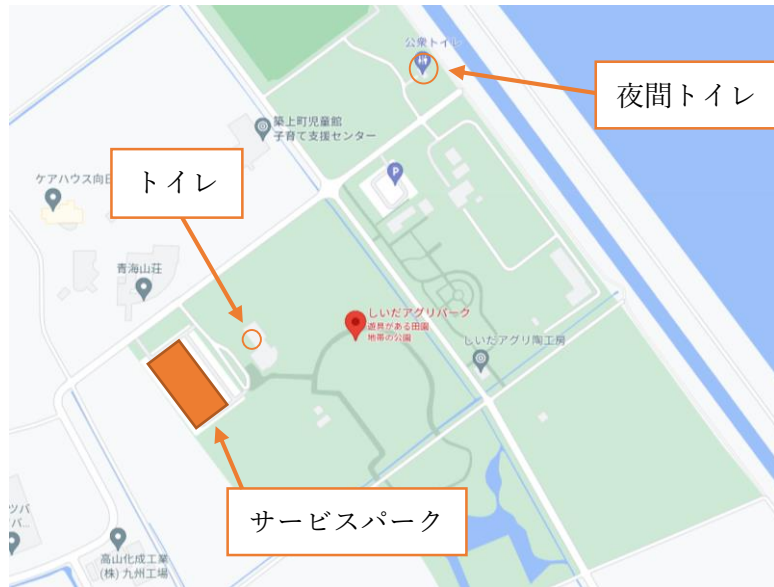 公衆トイレ
夜間トイレ
築上町児童館
子育て支援センター
P
トイレ
ケアハウス向日
青海山荘
しいだアグリパーク
遊具がある田園
地帯の公園
しいだアグリ陶工房
サービスパーク
ツバ
バ...
高山化成工業
(株) 九州工場